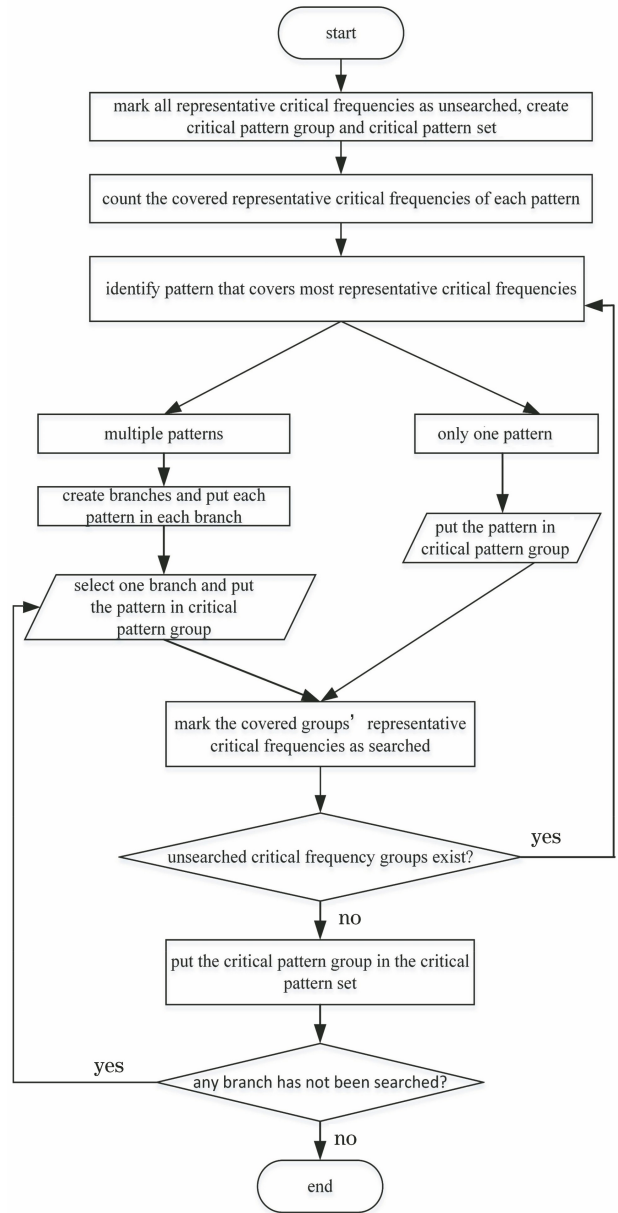 start
mark all representative critical frequencies as unsearched, create
critical pattern group and critical pattern set
count the covered representative critical frequencies of each pattern
identify pattern that covers most representative critical frequencies
multiple patterns
only one pattern
create branches and put each
pattern in each branch
put the pattern in
critical pattern group
select one branch and put
the pattern in critical
pattern group
mark the covered groups’ representative
critical frequencies as searched
unsearched critical frequency groups exist?
yes
no
put the critical pattern group in the critical
pattern set
yes
any branch has not been searched?
no
end